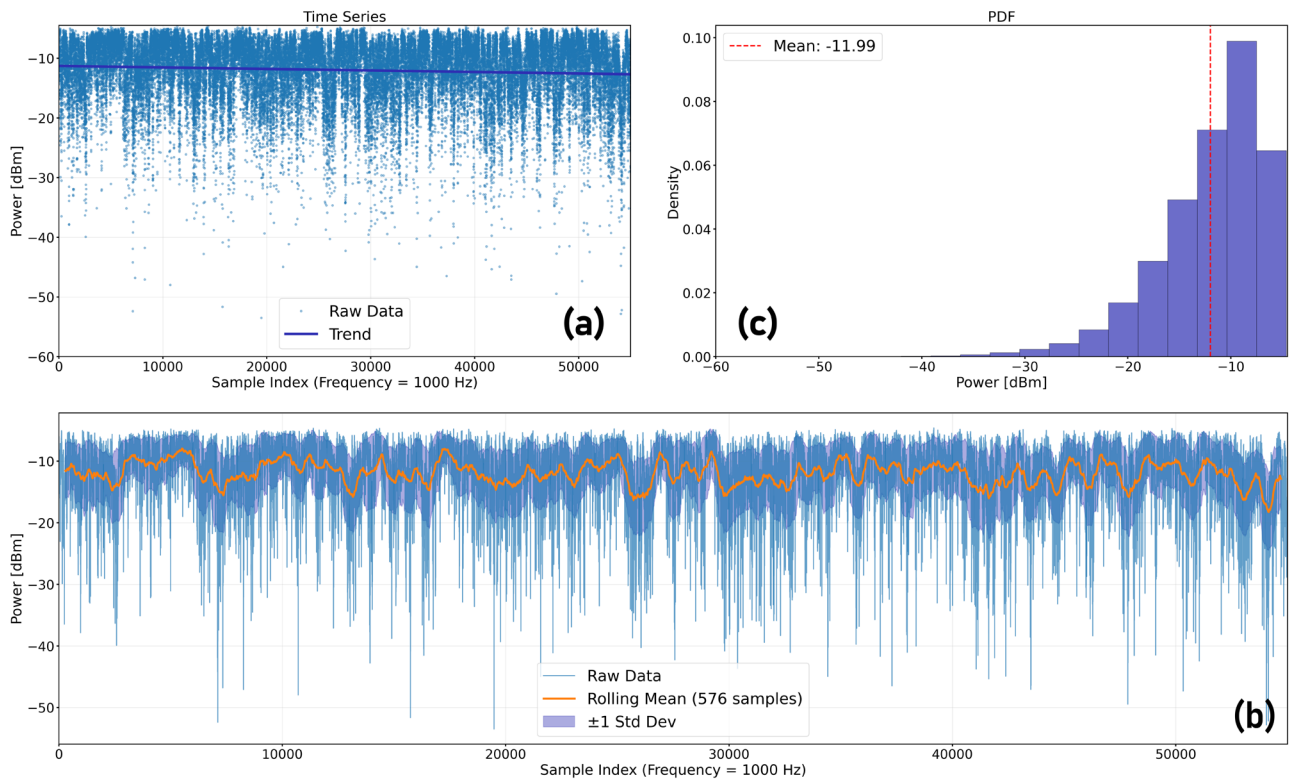 Time Series
Power [dBm]
−10
−20
−30
−40
−50
−60
0
10000
20000
30000
40000
50000
Sample Index (Frequency = 1000 Hz)
Raw Data
Trend
(a)
PDF
Density
0.10
0.08
0.06
0.04
0.02
0.00
−60
−50
−40
−30
−20
−10
Power [dBm]
Mean: -11.99
(c)
Power [dBm]
−10
−20
−30
−40
−50
0
10000
20000
30000
40000
50000
Sample Index (Frequency = 1000 Hz)
Raw Data
Rolling Mean (576 samples)
±1 Std Dev
(b)